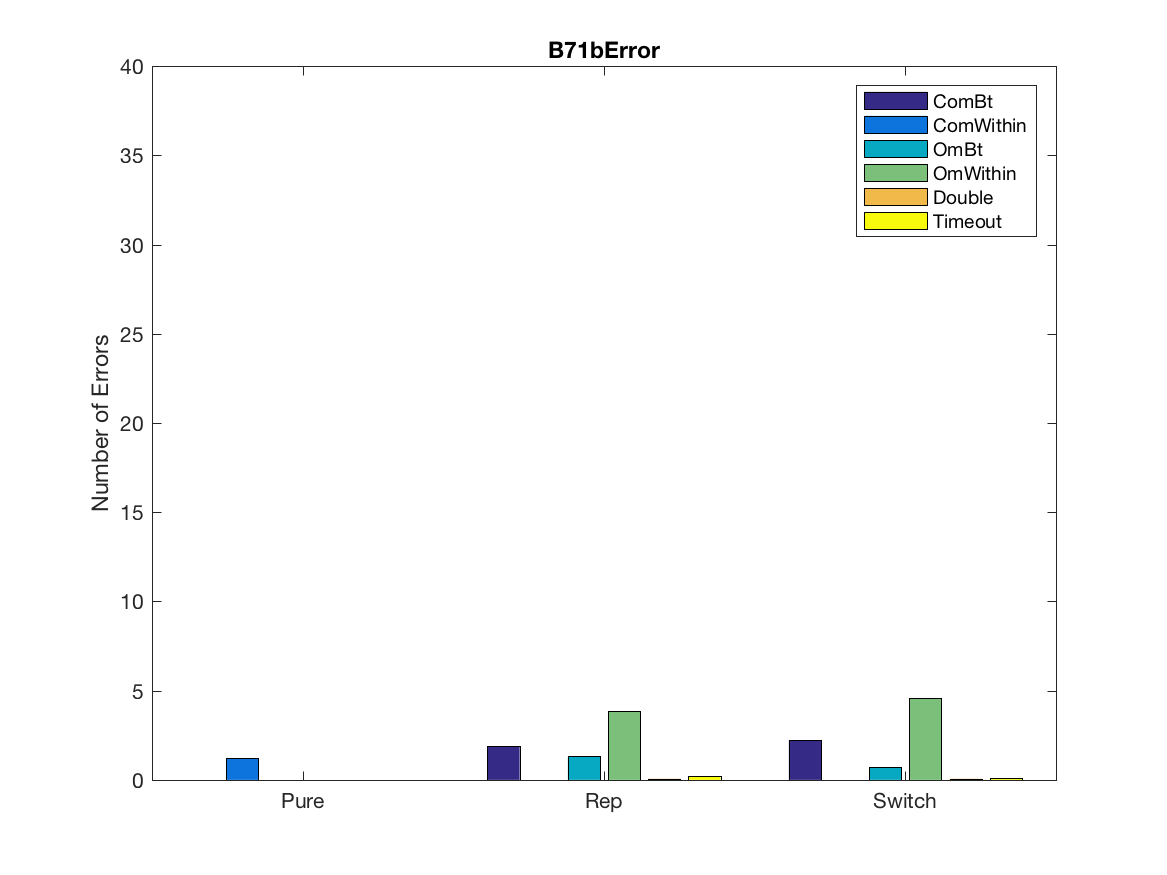 B71bError
40
35
30
25
20
15
10
5
0
Number of Errors
ComBt
ComWithin
OmBt
OmWithin
Double
Timeout
Pure
Rep
Switch